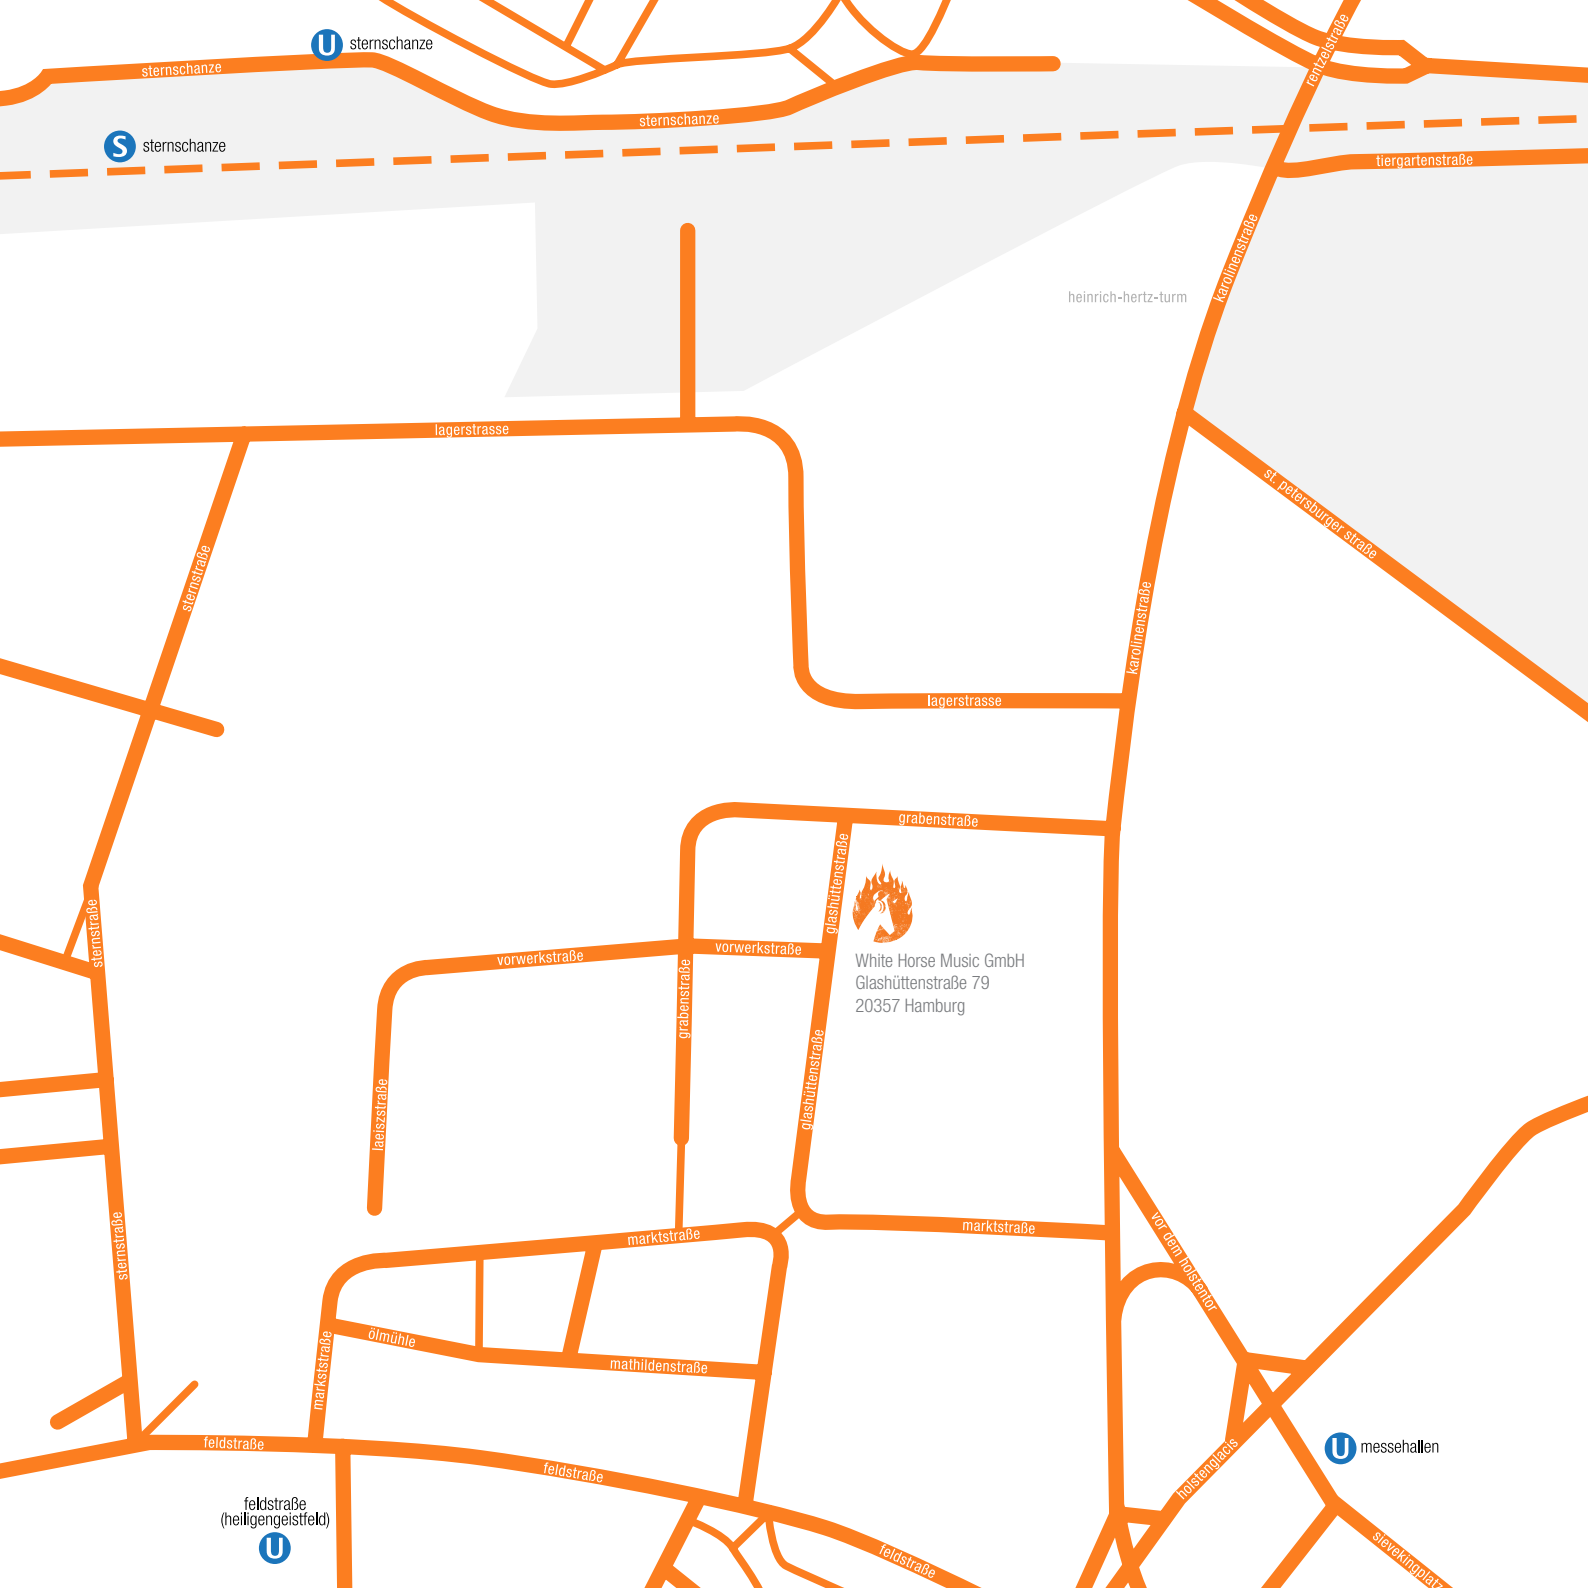 rentzelstraße
U sternschanze
sternschanze
sternschanze
S sternschanze
tiergartenstraße
karolinenstraße
heinrich-hertz-turm
lagerstrasse
st. petersburger straße
sternstraße
karolinenstraße
lagerstrasse
grabenstraße
glashüttenstraße
sternstraße
vorwerkstraße
vorwerkstraße
White Horse Music GmbH
Glashüttenstraße 79
20357 Hamburg
grabenstraße
glashüttenstraße
laeiszstraße
sternstraße
marktstraße
marktstraße
vor dem holstentor
ölmühle
mathildenstraße
markststraße
feldstraße
feldstraße
U messehallen
holstenglacis
feldstraße
(heiligengeistfeld)
U
feldstraße
sievekingplatz